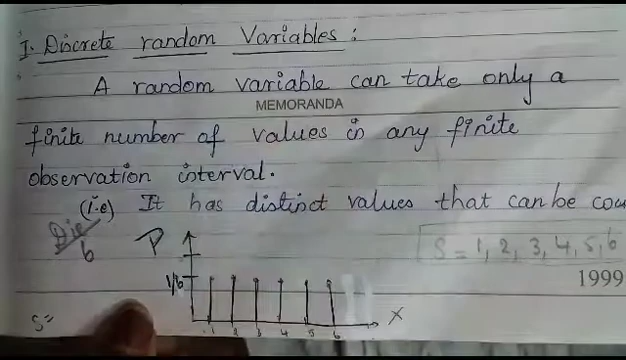 I. Discrete random Variables:
A random variable can take only a
MEMORANDA
finite number of values in any finite
observation interval.
(i.e) It has distinct values that can be cou
Die P S = 1, 2, 3, 4, 5, 6
6
1/6
1999
X
1 2 3 4 5 6
S=